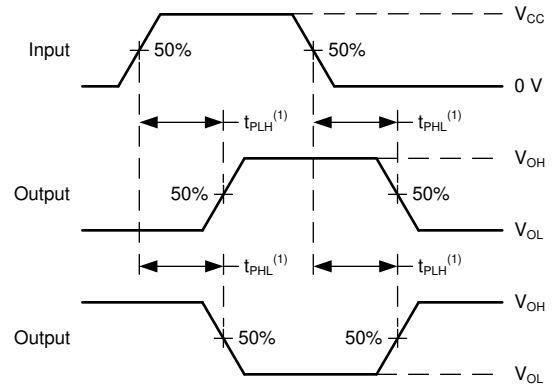 V_CC
Input 50% 50%
0 V
t_PLH^(1) t_PHL^(1)
V_OH
Output 50% 50%
V_OL
t_PHL^(1) t_PLH^(1)
V_OH
Output 50% 50%
V_OL